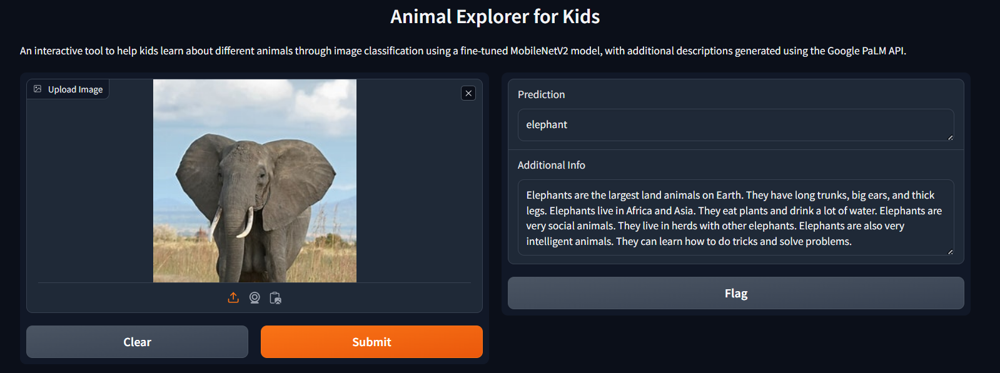 Animal Explorer for Kids
An interactive tool to help kids learn about different animals through image classification using a fine-tuned MobileNetV2 model, with additional descriptions generated using the Google PaLM API.
Upload Image
Clear
Submit
Prediction
elephant
Additional Info
Elephants are the largest land animals on Earth. They have long trunks, big ears, and thick
legs. Elephants live in Africa and Asia. They eat plants and drink a lot of water. Elephants are
very social animals. They live in herds with other elephants. Elephants are also very
intelligent animals. They can learn how to do tricks and solve problems.
Flag